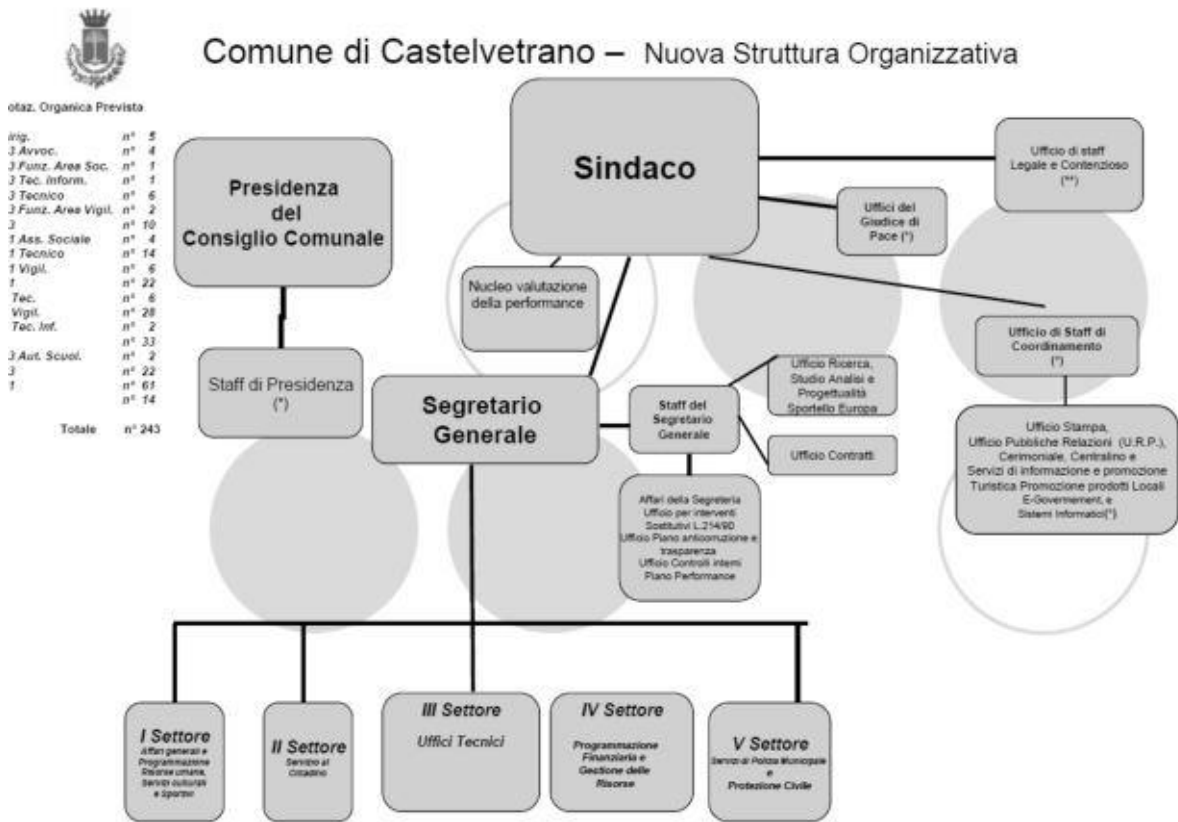 Comune di Castelvetrano – Nuova Struttura Organizzativa
otaz. Organica Prevista
irig. n° 5
3 Avvoc. n° 4
3 Funz. Area Soc. n° 1
3 Tec. Inform. n° 1
3 Tecnico n° 6
3 Funz. Area Vigil. n° 2
3 n° 10
1 Ass. Sociale n° 4
1 Tecnico n° 14
1 Vigil. n° 6
1 n° 22
Tec. n° 6
Vigil. n° 28
Tec. Inf. n° 2
n° 33
3 Aut. Scuol. n° 2
3 n° 22
1 n° 61
n° 14
Totale n° 243
Presidenza
del
Consiglio Comunale
Staff di Presidenza
(*)
Sindaco
Ufficio di staff
Legale e Contenzioso
(**)
Uffici del
Giudice di
Pace (*)
Nucleo valutazione
della performance
Ufficio di Staff di
Coordinamento
(*)
Ufficio Stampa,
Ufficio Pubbliche Relazioni (U.R.P.),
Cerimoniale, Centralino e
Servizi di informazione e promozione
Turistica Promozione prodotti Locali
E-Governement, e
Sistemi Informatici(*)
Segretario
Generale
Staff del
Segretario
Generale
Ufficio Ricerca,
Studio Analisi e
Progettualità
Sportello Europa
Ufficio Contratti
Affari della Segreteria
Ufficio per interventi
Sostitutivi L.214/90
Ufficio Piano anticorruzione e
trasparenza
Ufficio Controlli interni
Piano Performance
I Settore
Affari generali e
Programmazione
Risorse umane,
Servizi culturali
e Sportivi
II Settore
Servizio al
Cittadino
III Settore
Uffici Tecnici
IV Settore
Programmazione
Finanziaria e
Gestione delle
Risorse
V Settore
Servizi di Polizia Municipale
e
Protezione Civile